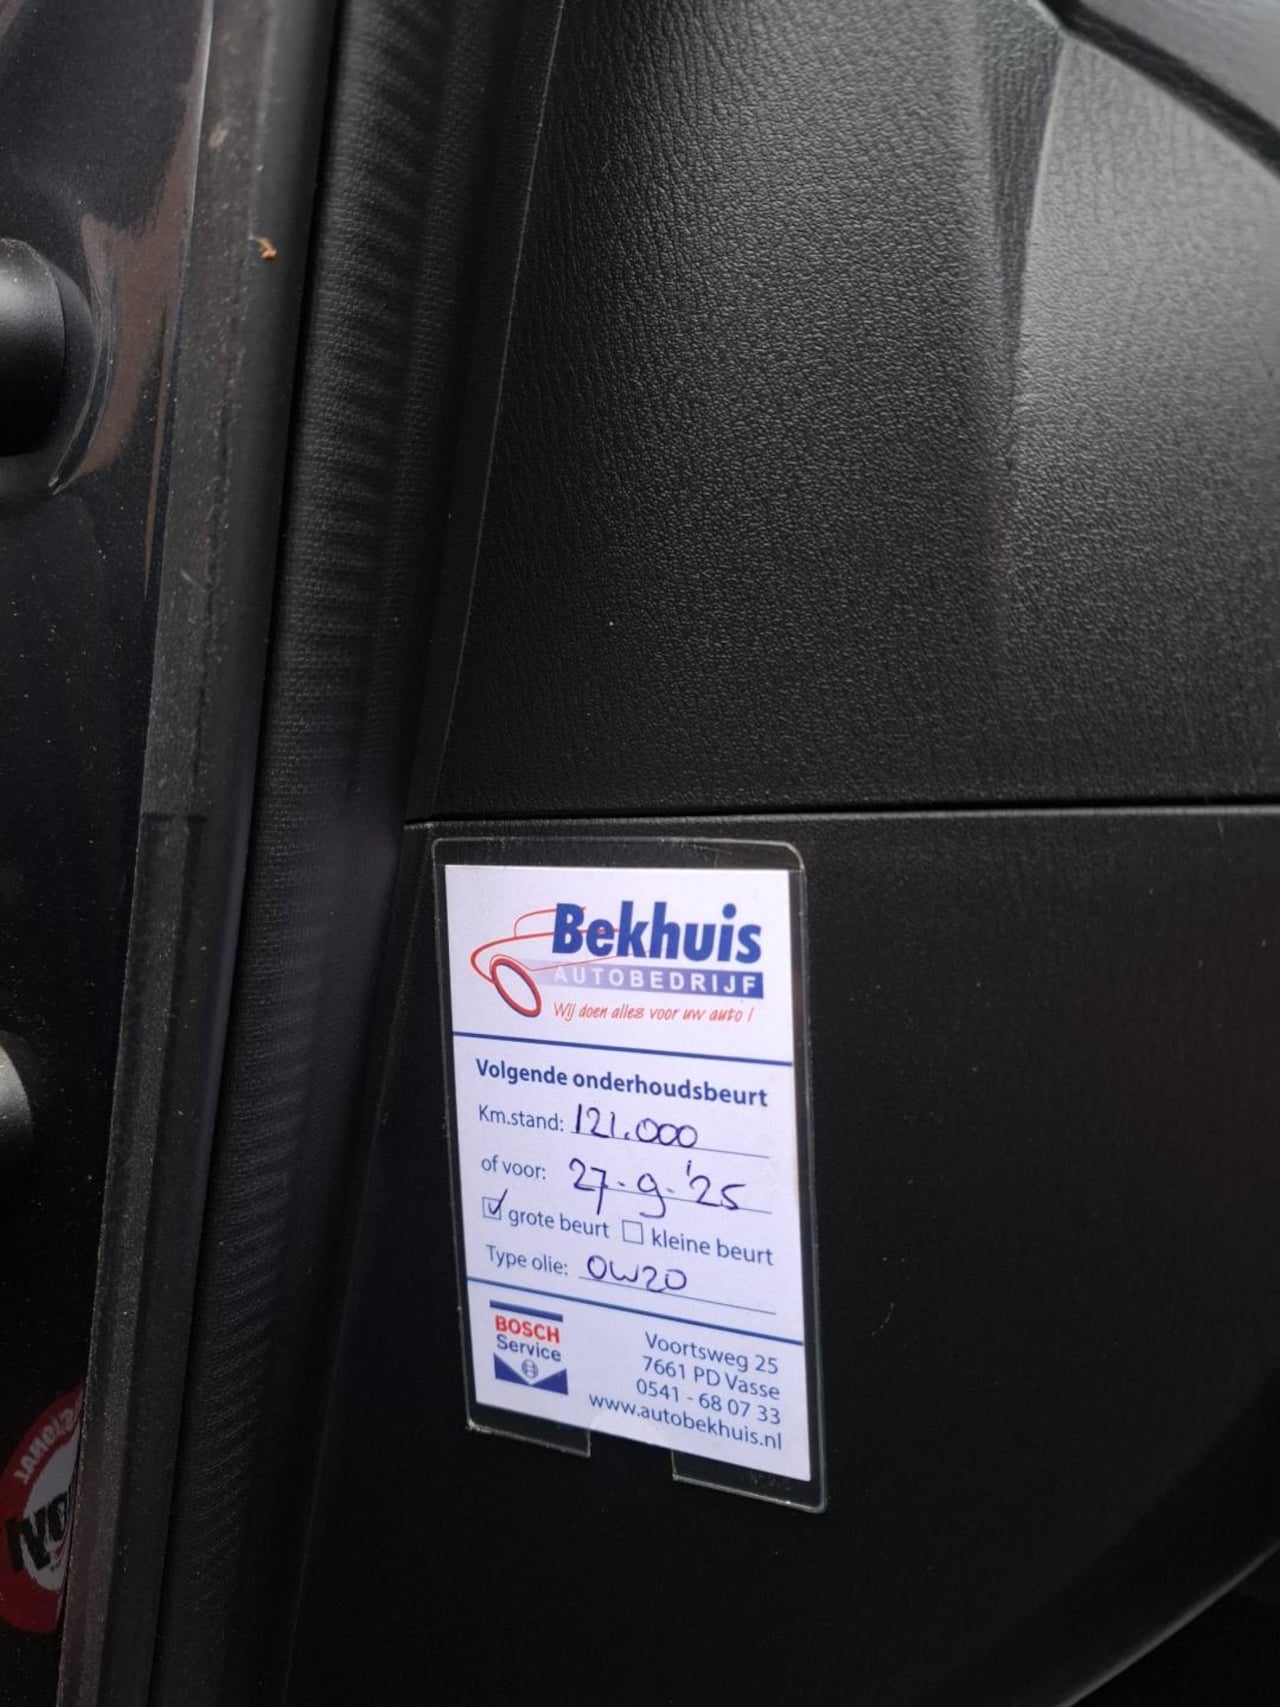 Bekhuis
AUTOBEDRIJF
Wij doen alles voor uw auto !
Volgende onderhoudsbeurt
Km.stand: 121.000
of voor: 27-9-'25
grote beurt kleine beurt
Type olie: 0W20
BOSCH
Service
Voortsweg 25
7661 PD Vasse
0541 - 68 07 33
www.autobekhuis.nl